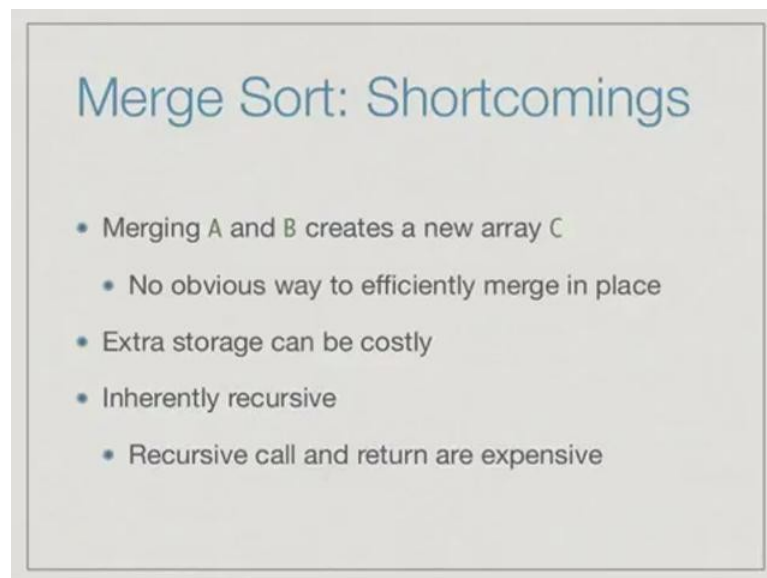 Merge Sort: Shortcomings
• Merging A and B creates a new array C
• No obvious way to efficiently merge in place
• Extra storage can be costly
• Inherently recursive
• Recursive call and return are expensive